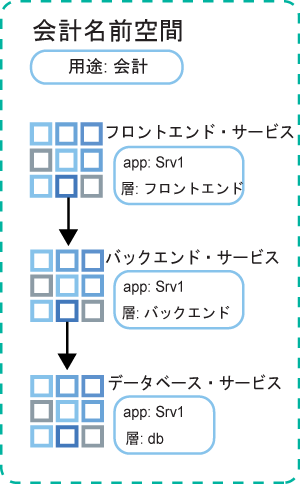 会計名前空間
用途: 会計
フロントエンド・サービス
app: Srv1
層: フロントエンド
バックエンド・サービス
app: Srv1
層: バックエンド
データベース・サービス
app: Srv1
層: db